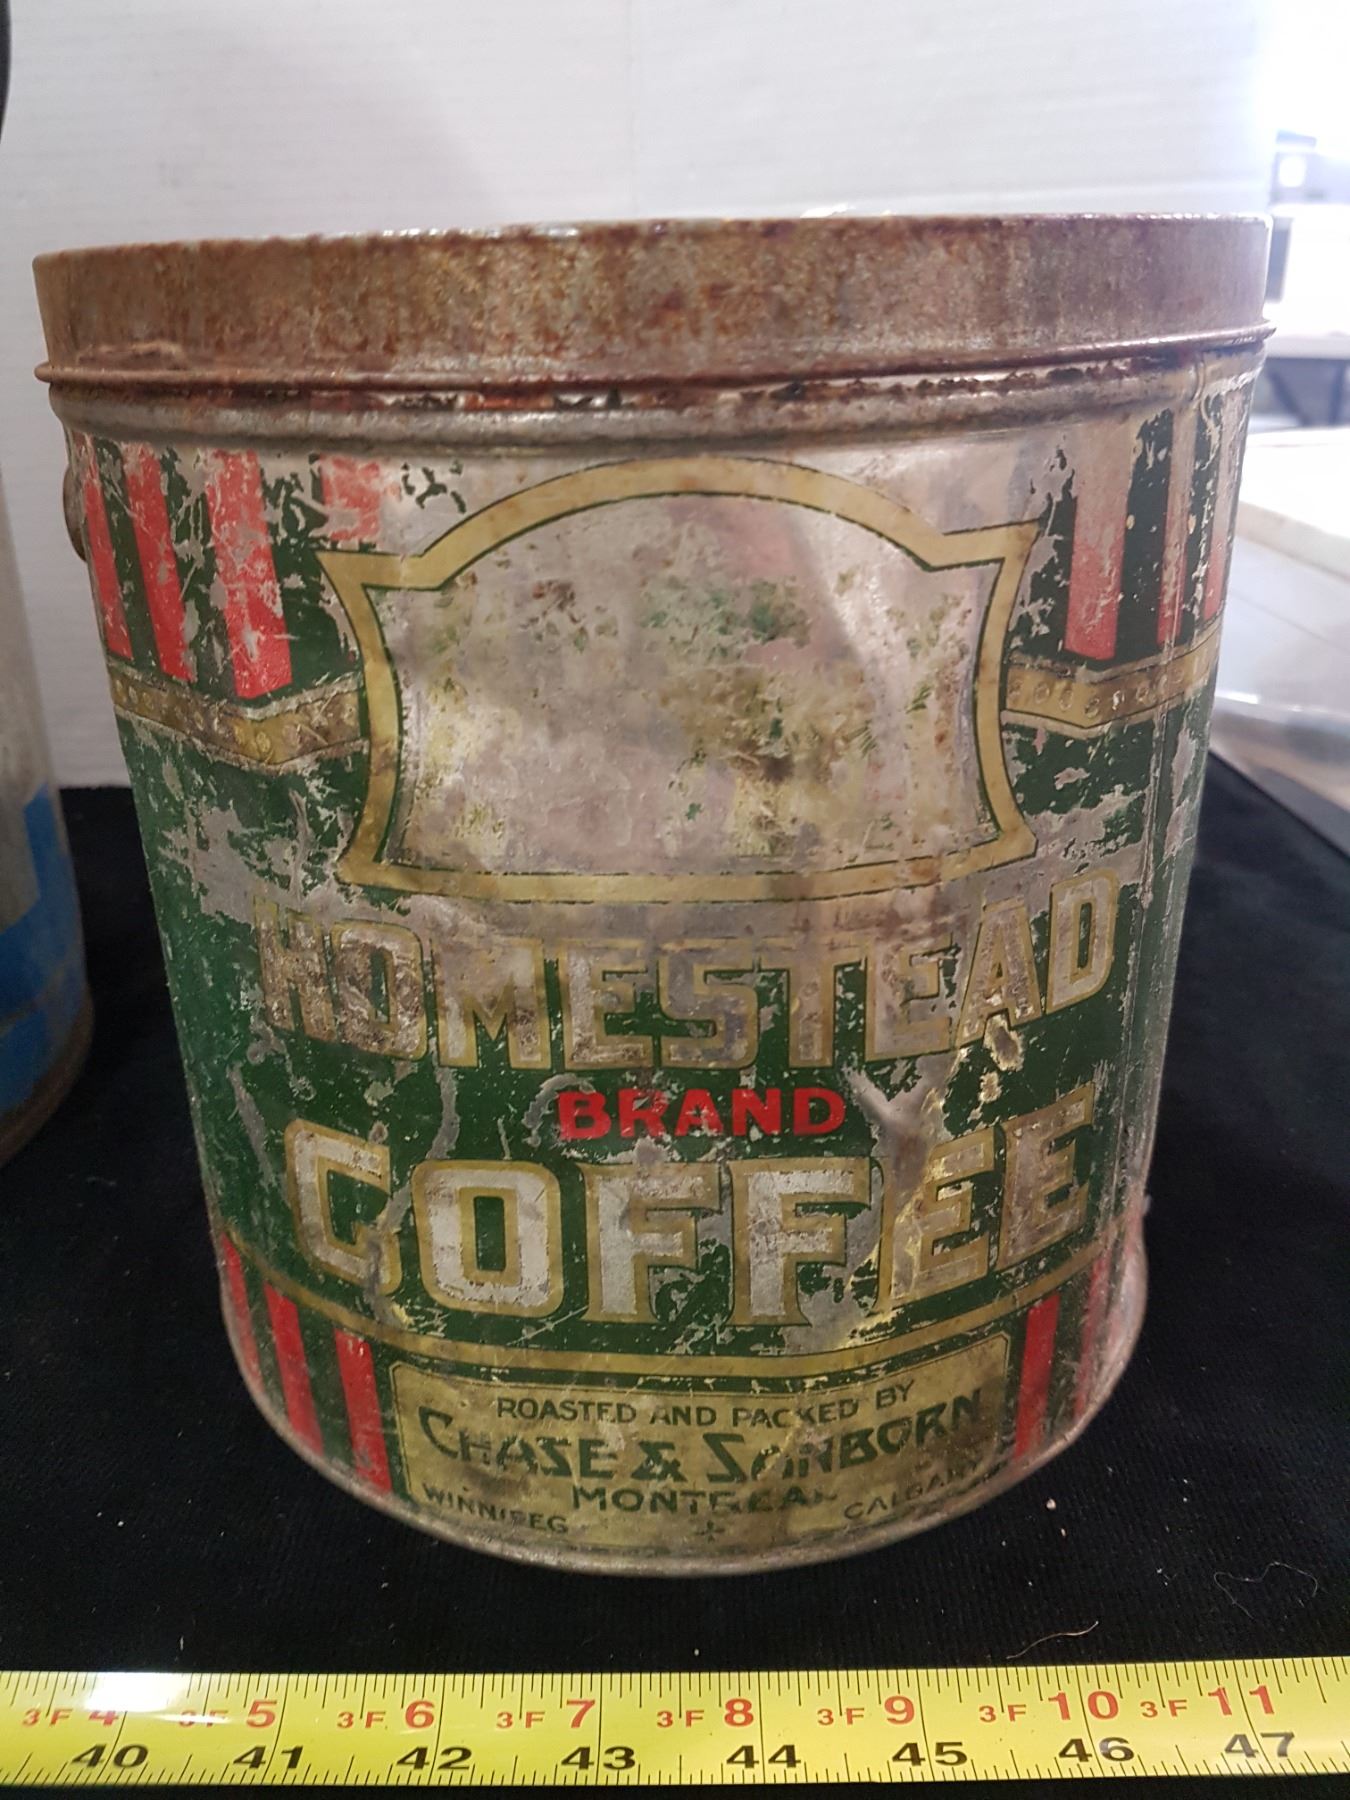 HOMESTEAD
BRAND
COFFEE
ROASTED AND PACKED BY
CHASE & SANBORN
MONTREAL
WINNIPEG CALGARY
3F 4 3F 5 3F 6 3F 7 3F 8 3F 9 3F 10 3F 11
40 41 42 43 44 45 46 47